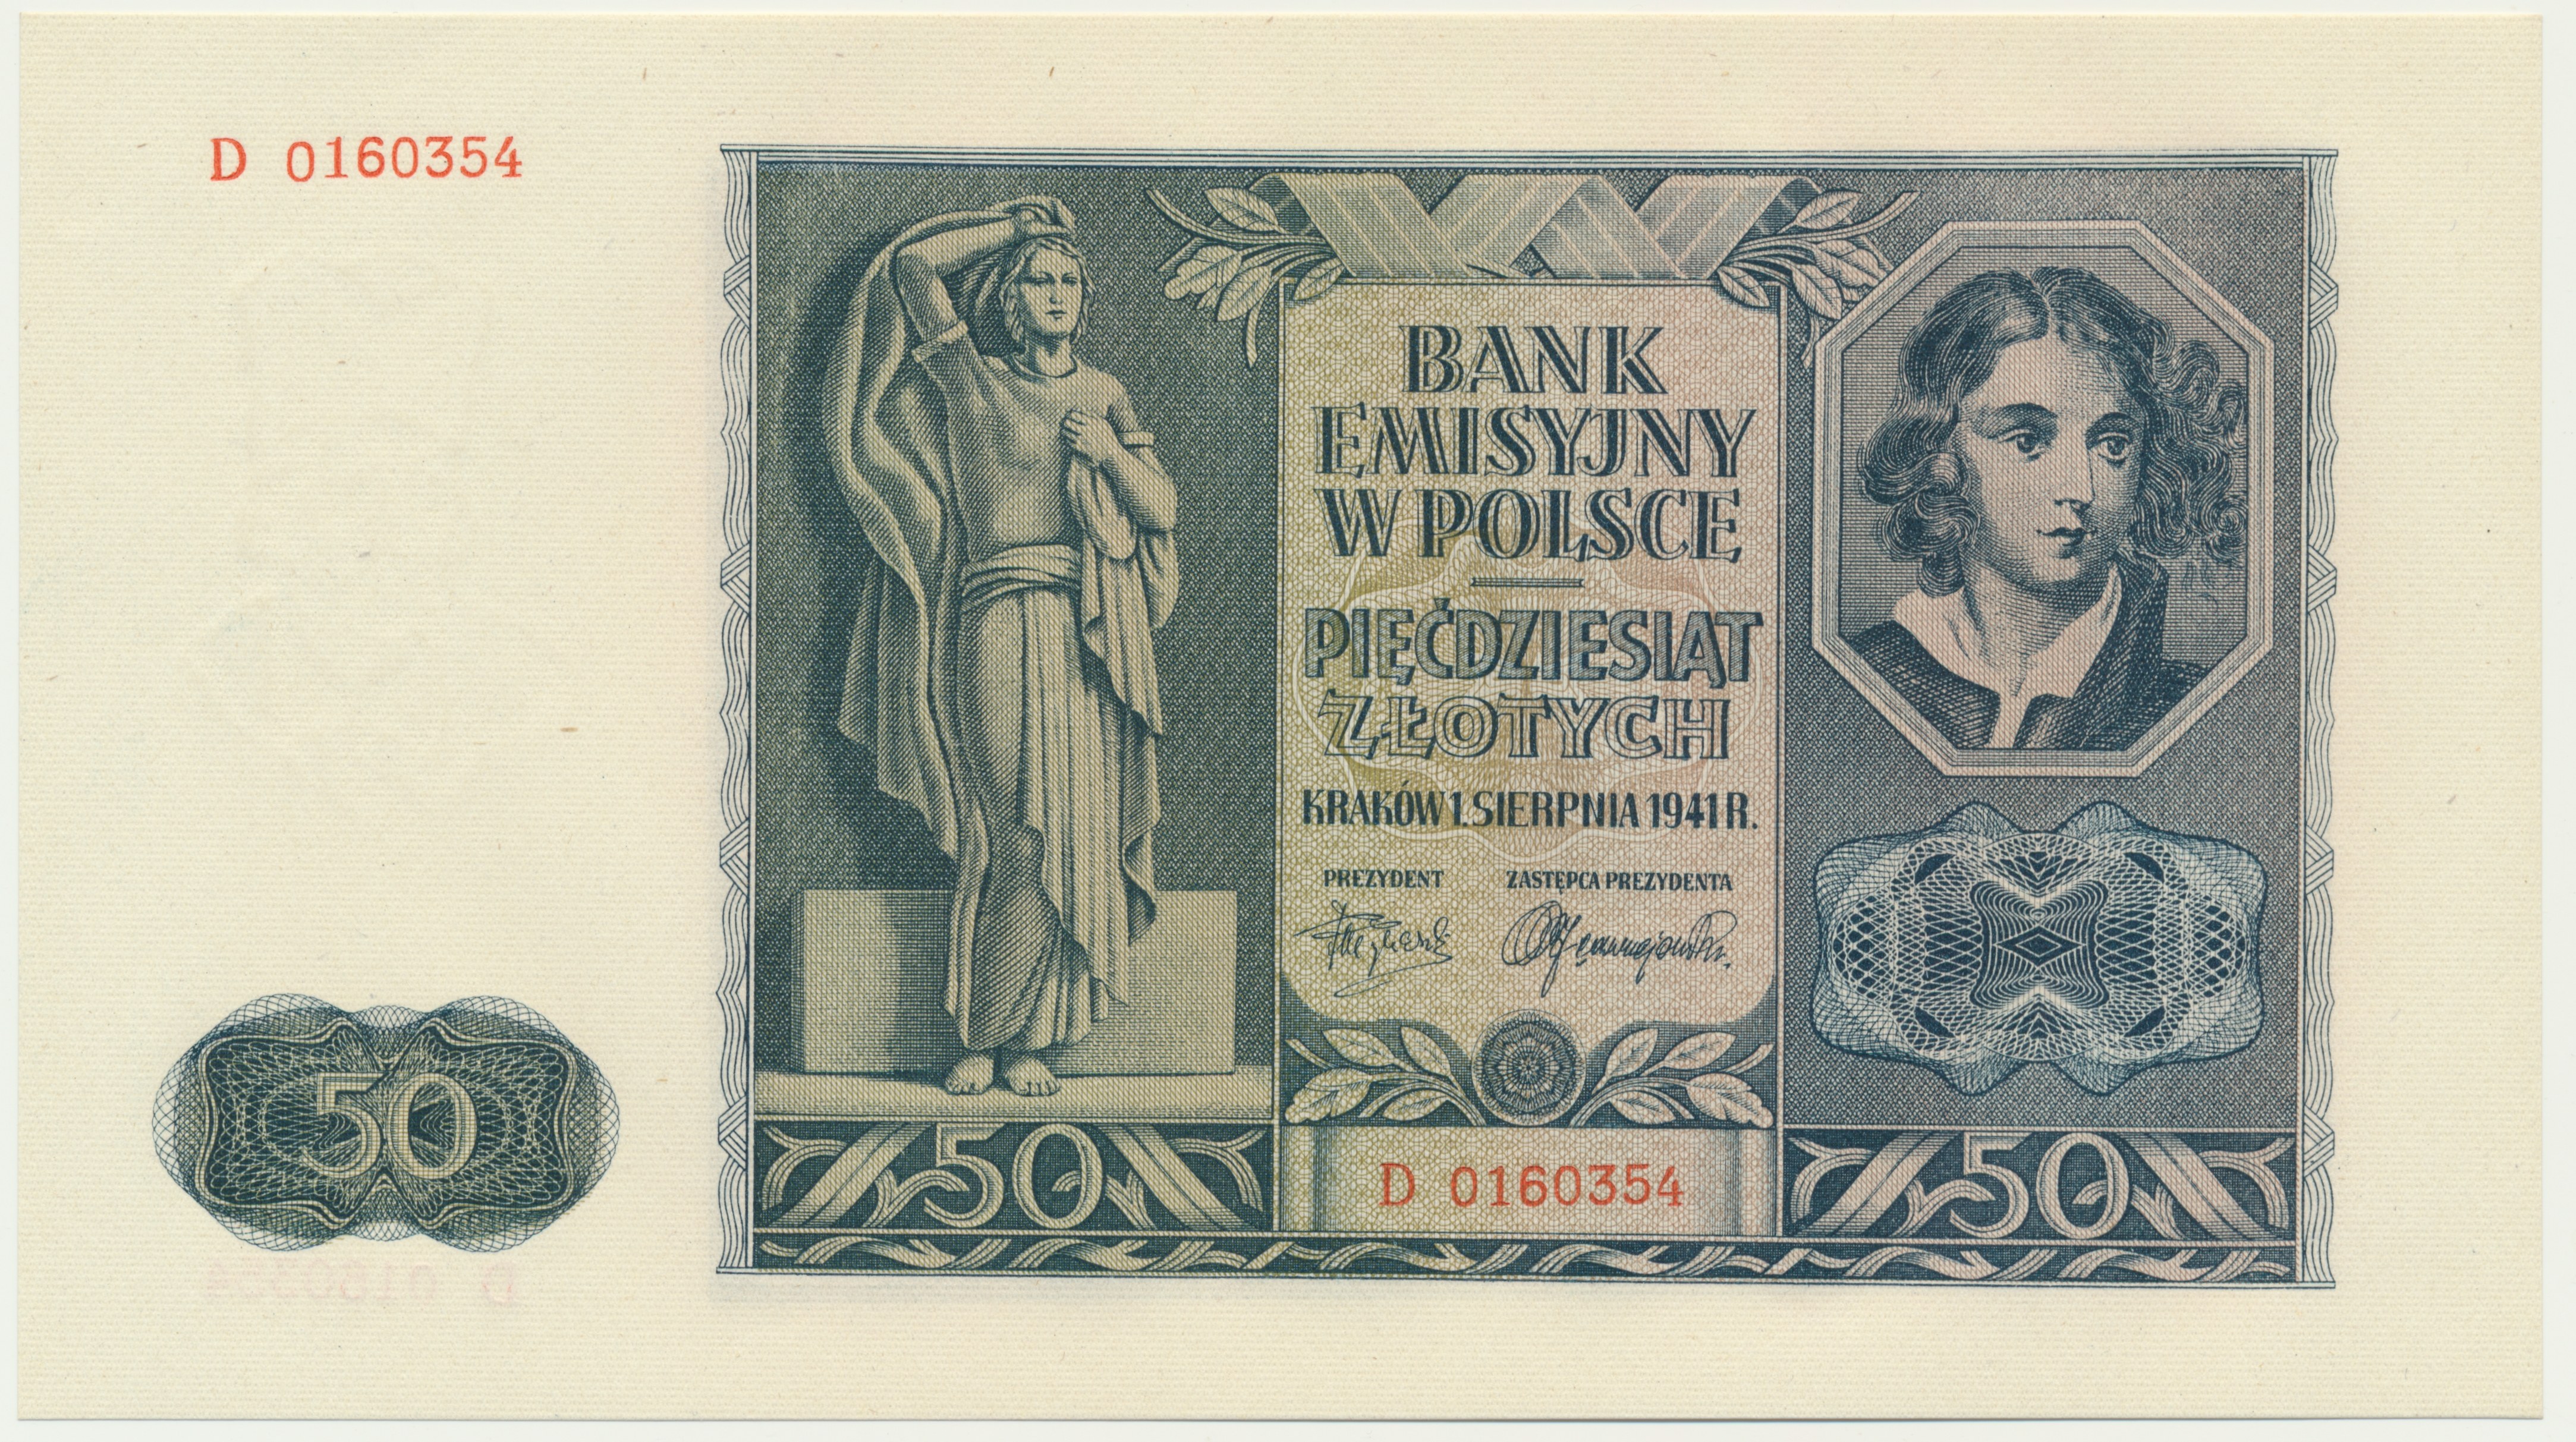 D 0160354
BANK
EMISYJNY
W POLSCE
PIĘĆDZIESIĄT
ZŁOTYCH
KRAKÓW 1. SIERPNIA 1941 R.
PREZYDENT ZASTĘPCA PREZYDENTA
50
50
D 0160354
50